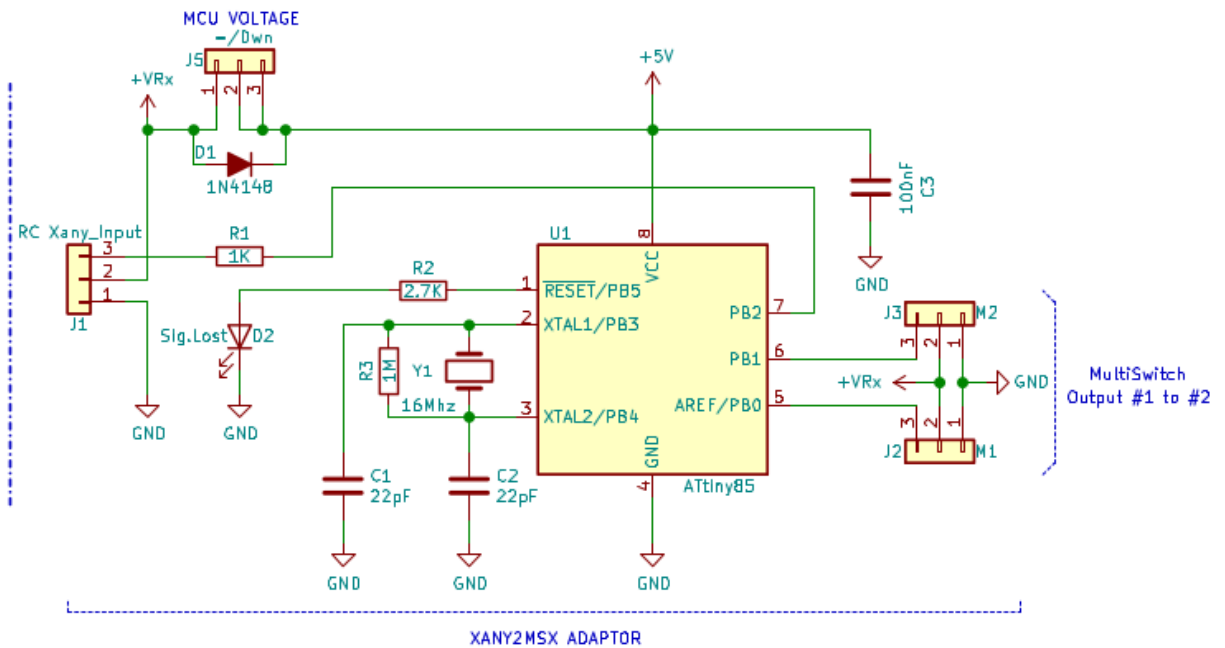 MCU VOLTAGE
-/Dwn
J5
+VRx
1 2 3
+5V
D1
1N4148
100nF
C3
RC Xany_Input
R1
1K
U1
8
VCC
3
2
1
J1
GND
R2
2.7K
1
RESET/PB5
PB2
7
J3
M2
XTAL1/PB3
2
Sig.Lost
D2
3 2 1
R3
1M
Y1
16Mhz
PB1
6
+VRx
GND
MultiSwitch
Output #1 to #2
XTAL2/PB4
3
AREF/PB0
5
3 2 1
J2
M1
GND
GND
GND
4
ATtiny85
C1
22pF
C2
22pF
GND
GND
GND
XANY2MSX ADAPTOR